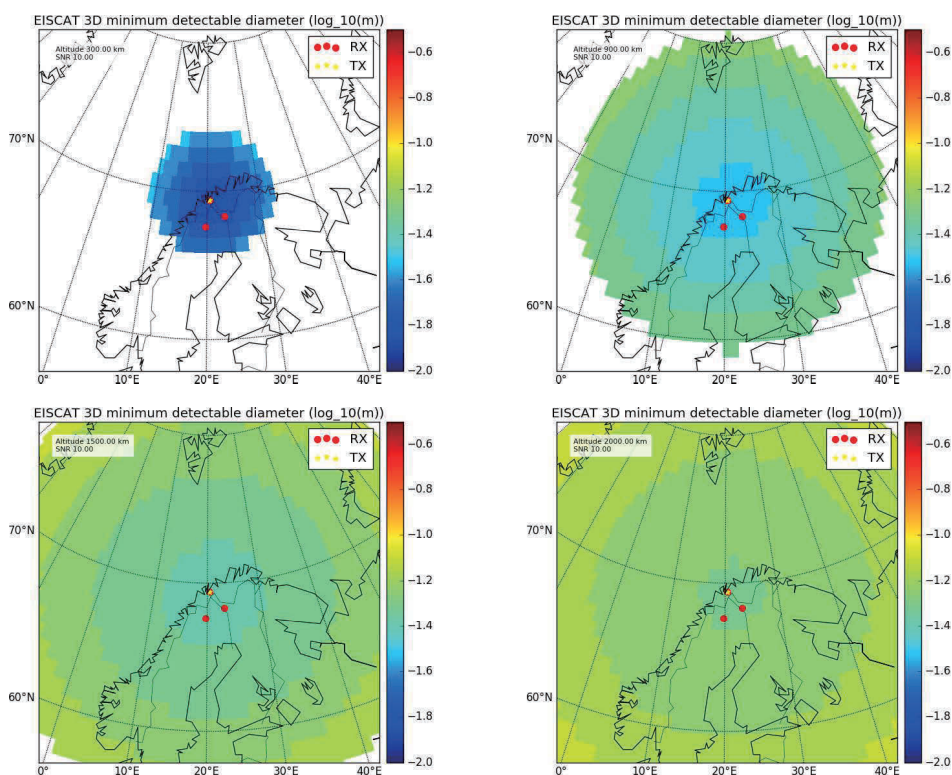 EISCAT 3D minimum detectable diameter (log_10(m))
Altitude 300.00 km
SNR 10.00
RX
TX
70°N
60°N
0°
10°E
20°E
30°E
40°E
−0.6
−0.8
−1.0
−1.2
−1.4
−1.6
−1.8
−2.0
EISCAT 3D minimum detectable diameter (log_10(m))
Altitude 900.00 km
SNR 10.00
RX
TX
70°N
60°N
0°
10°E
20°E
30°E
40°E
−0.6
−0.8
−1.0
−1.2
−1.4
−1.6
−1.8
−2.0
EISCAT 3D minimum detectable diameter (log_10(m))
Altitude 1500.00 km
SNR 10.00
RX
TX
70°N
60°N
0°
10°E
20°E
30°E
40°E
−0.6
−0.8
−1.0
−1.2
−1.4
−1.6
−1.8
−2.0
EISCAT 3D minimum detectable diameter (log_10(m))
Altitude 2000.00 km
SNR 10.00
RX
TX
70°N
60°N
0°
10°E
20°E
30°E
40°E
−0.6
−0.8
−1.0
−1.2
−1.4
−1.6
−1.8
−2.0